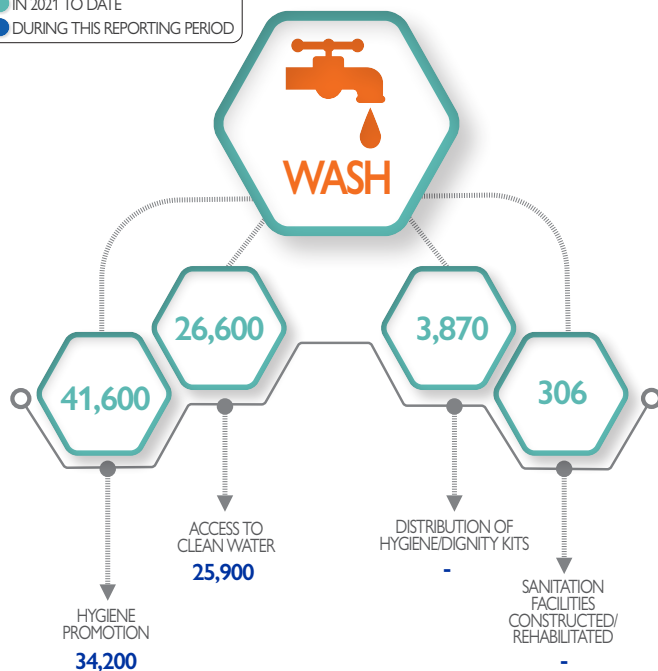 IN 2021 TO DATE
DURING THIS REPORTING PERIOD
WASH
41,600
26,600
3,870
306
HYGIENE
PROMOTION
34,200
ACCESS TO
CLEAN WATER
25,900
DISTRIBUTION OF
HYGIENE/DIGNITY KITS
-
SANITATION
FACILITIES
CONSTRUCTED/
REHABILITATED
-